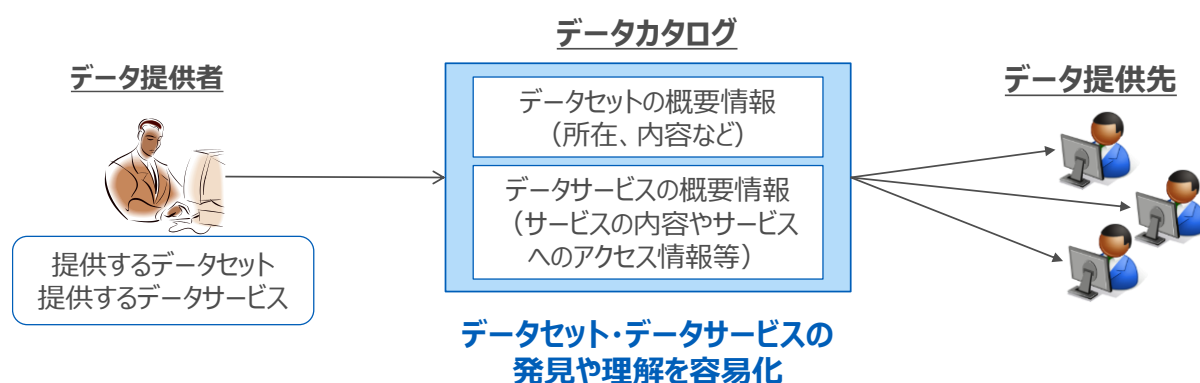 データカタログ
データ提供者
データ提供先
データセットの概要情報
（所在、内容など）
データサービスの概要情報
（サービスの内容やサービス
へのアクセス情報等）
提供するデータセット
提供するデータサービス
データセット・データサービスの
発見や理解を容易化